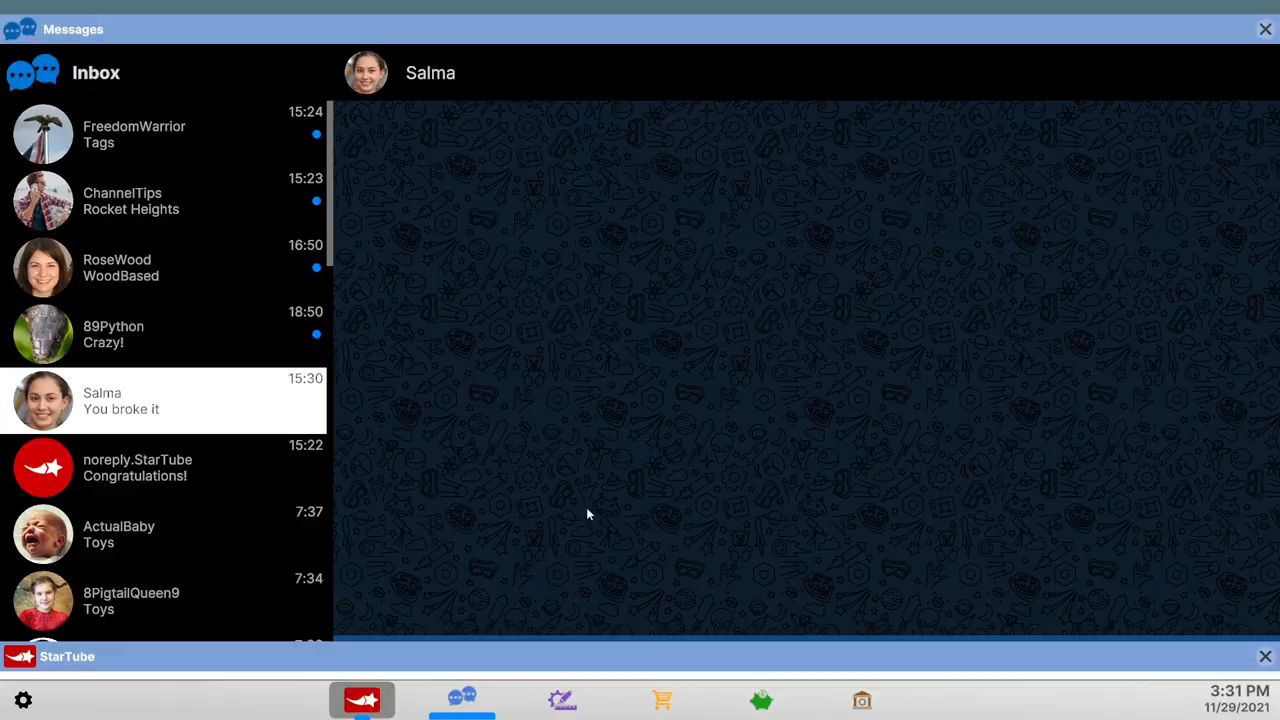 Messages
Inbox
Salma
FreedomWarrior
Tags
15:24
ChannelTips
Rocket Heights
15:23
RoseWood
WoodBased
16:50
89Python
Crazy!
18:50
Salma
You broke it
15:30
noreply.StarTube
Congratulations!
15:22
ActualBaby
Toys
7:37
8PigtailQueen9
Toys
7:34
StarTube
3:31 PM
11/29/2021